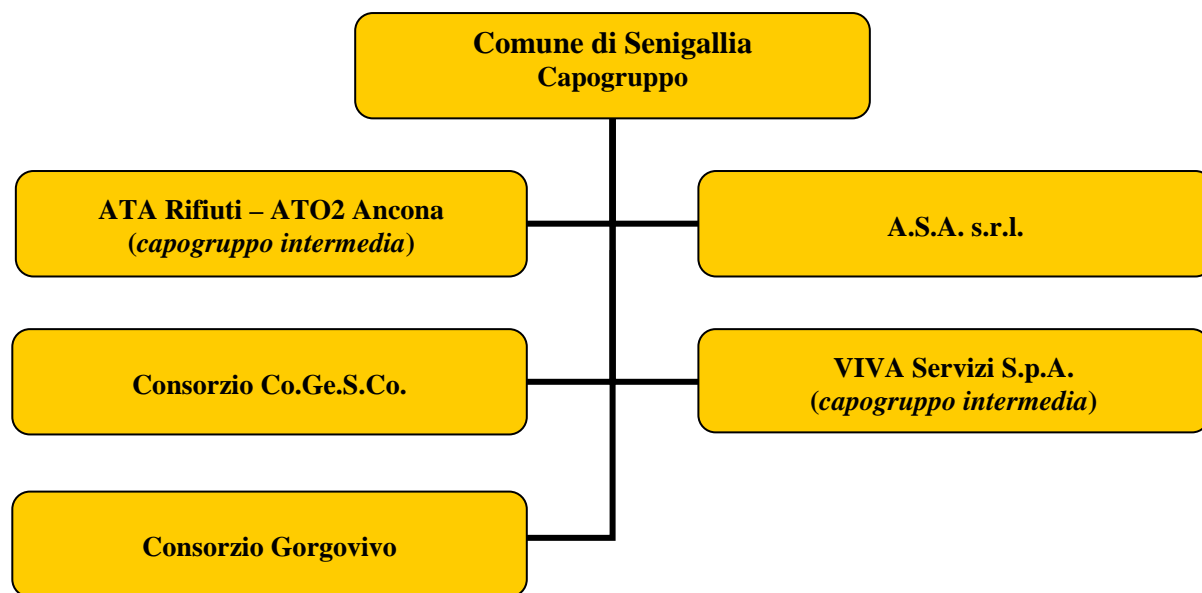 Comune di Senigallia
Capogruppo
ATA Rifiuti – ATO2 Ancona
(capogruppo intermedia)
A.S.A. s.r.l.
Consorzio Co.Ge.S.Co.
VIVA Servizi S.p.A.
(capogruppo intermedia)
Consorzio Gorgovivo